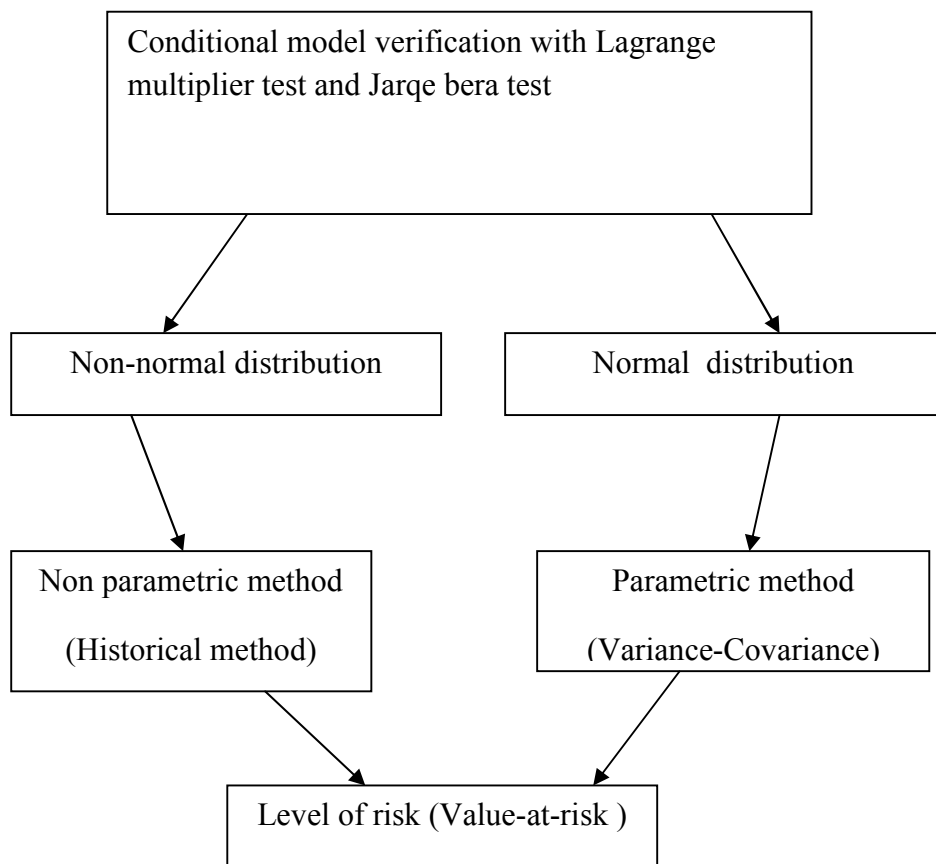 Conditional model verification with Lagrange
multiplier test and Jarqe bera test
Non-normal distribution
Normal  distribution
Non parametric method
(Historical method)
Parametric method
(Variance-Covariance)
Level of risk (Value-at-risk )